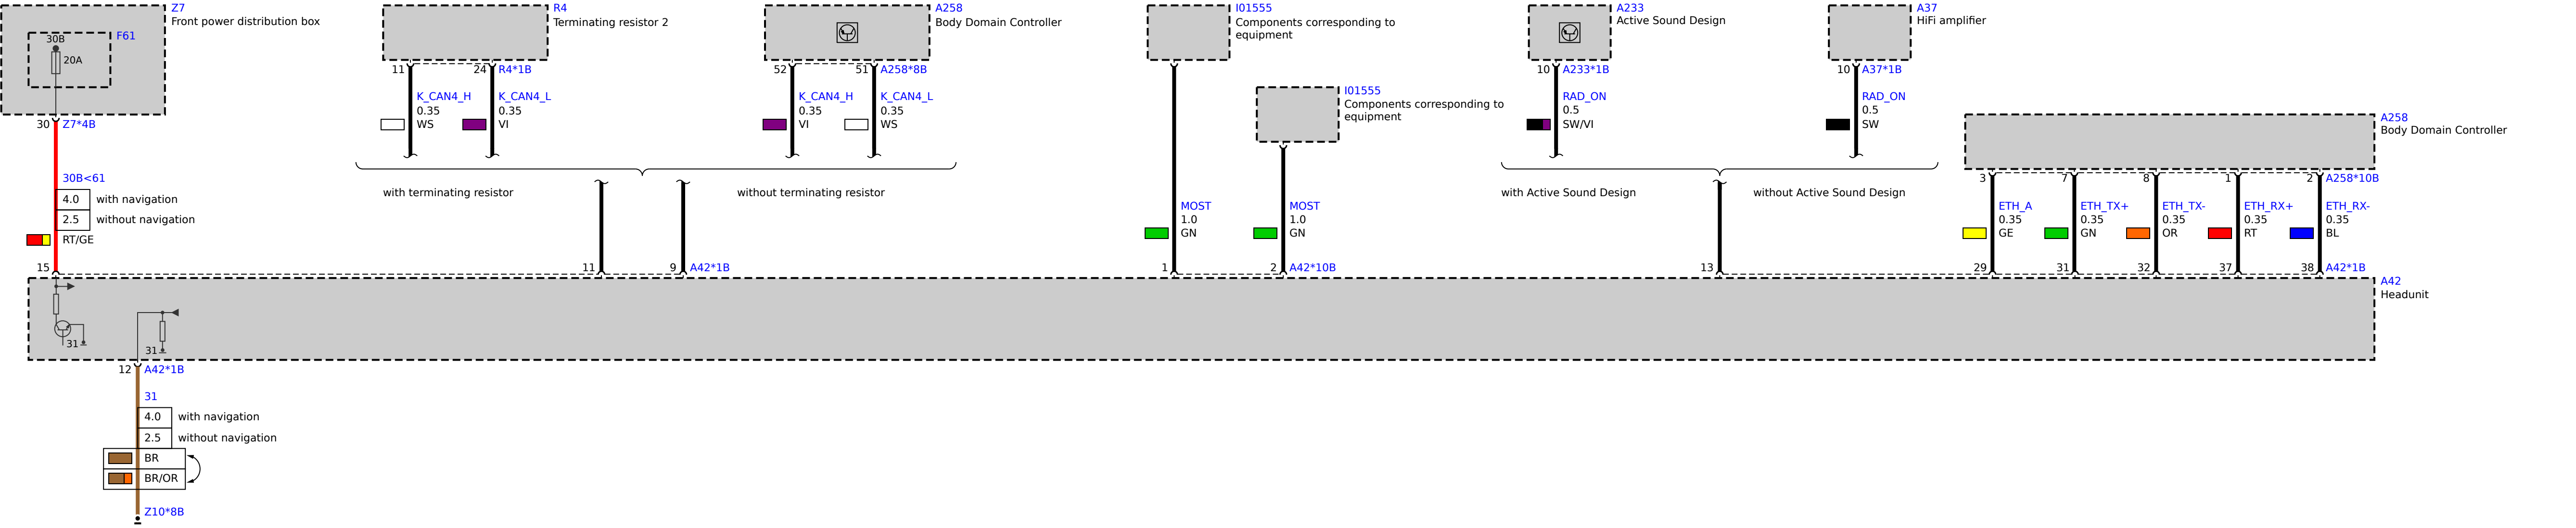 Z7
Front power distribution box
F61
30B
20A
30
Z7*4B
30B<61
4.0
with navigation
2.5
without navigation
RT/GE
15
R4
Terminating resistor 2
11
24
R4*1B
K_CAN4_H
0.35
WS
K_CAN4_L
0.35
VI
A258
Body Domain Controller
52
51
A258*8B
K_CAN4_H
0.35
VI
K_CAN4_L
0.35
WS
with terminating resistor
without terminating resistor
11
9
A42*1B
I01555
Components corresponding to
equipment
MOST
1.0
GN
1
I01555
Components corresponding to
equipment
MOST
1.0
GN
2
A42*10B
A233
Active Sound Design
10
A233*1B
RAD_ON
0.5
SW/VI
A37
HiFi amplifier
10
A37*1B
RAD_ON
0.5
SW
with Active Sound Design
without Active Sound Design
13
A258
Body Domain Controller
3
7
8
1
2
A258*10B
ETH_A
0.35
GE
ETH_TX+
0.35
GN
ETH_TX-
0.35
OR
ETH_RX+
0.35
RT
ETH_RX-
0.35
BL
29
31
32
37
38
A42*1B
A42
Headunit
31
31
12
A42*1B
31
4.0
with navigation
2.5
without navigation
BR
BR/OR
Z10*8B